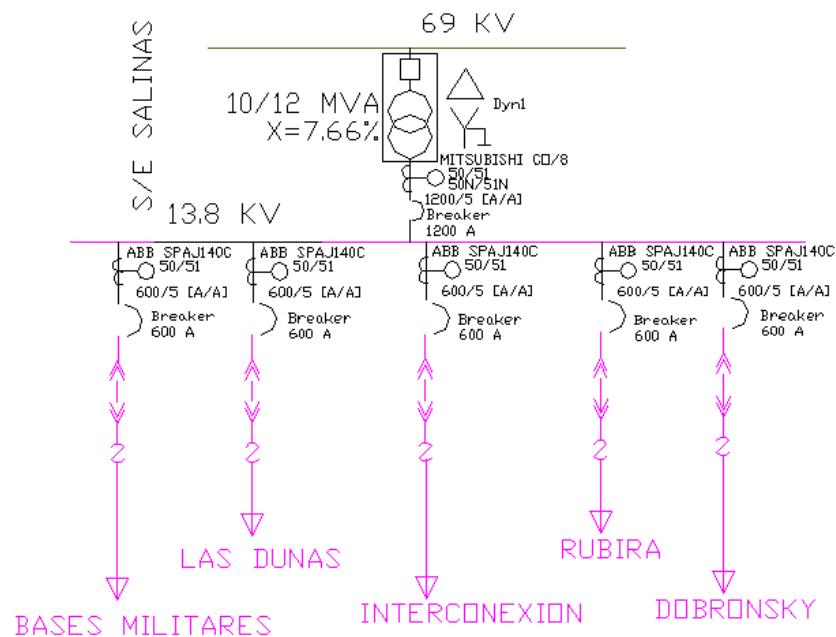 69 KV
S/E SALINAS
10/12 MVA
X=7.66%
Dyn1
MITSUBISHI CO/8
50/51
50N/51N
1200/5 [A/A]
Breaker
1200 A
13.8 KV
ABB SPAJ140C
50/51
600/5 [A/A]
Breaker
600 A
BASES MILITARES
ABB SPAJ140C
50/51
600/5 [A/A]
Breaker
600 A
LAS DUNAS
ABB SPAJ140C
50/51
600/5 [A/A]
Breaker
600 A
INTERCONEXION
ABB SPAJ140C
50/51
600/5 [A/A]
Breaker
600 A
RUBIRA
ABB SPAJ140C
50/51
600/5 [A/A]
Breaker
600 A
DOBRONSKY